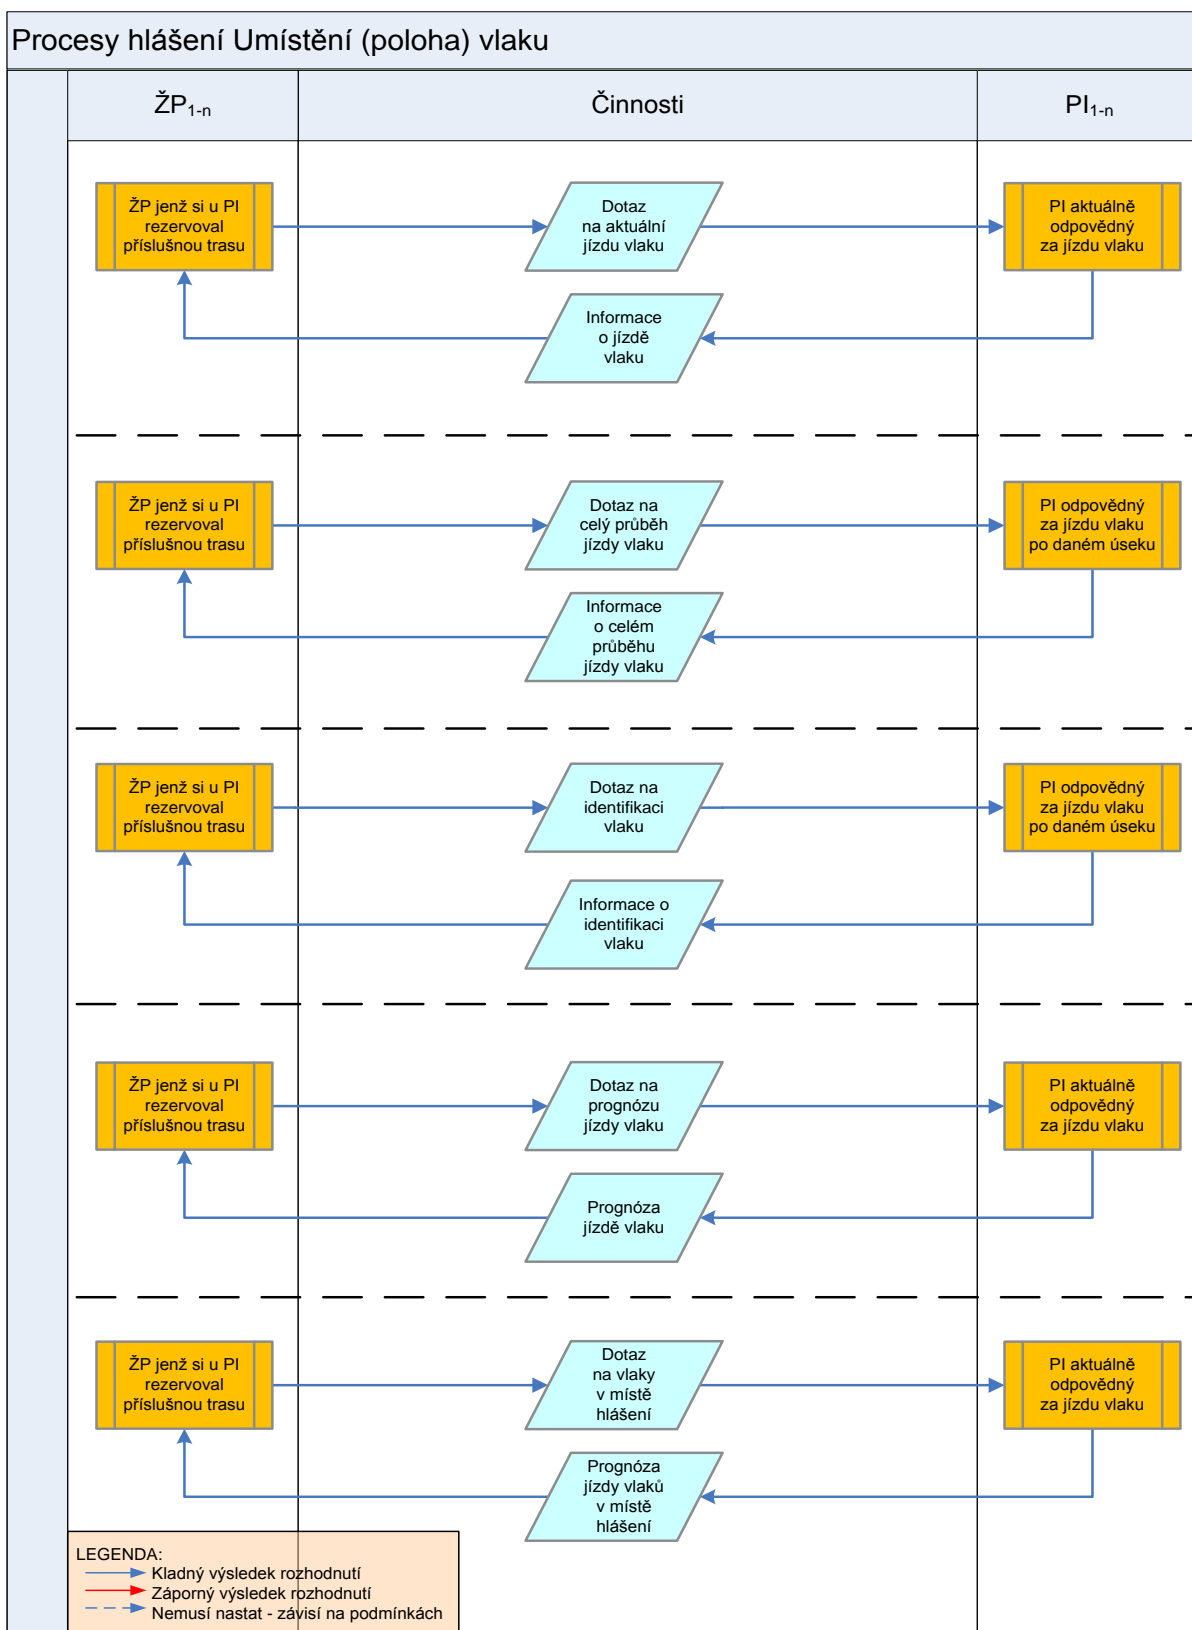 Procesy hlášení Umístění (poloha) vlaku
ŽP1-n
Činnosti
PI1-n
ŽP jenž si u PI
rezervoval
příslušnou trasu
Dotaz
na aktuální
jízdu vlaku
PI aktuálně
odpovědný
za jízdu vlaku
Informace
o jízdě
vlaku
ŽP jenž si u PI
rezervoval
příslušnou trasu
Dotaz na
celý průběh
jízdy vlaku
PI odpovědný
za jízdu vlaku
po daném úseku
Informace
o celém
průběhu
jízdy vlaku
ŽP jenž si u PI
rezervoval
příslušnou trasu
Dotaz na
identifikaci
vlaku
PI odpovědný
za jízdu vlaku
po daném úseku
Informace o
identifikaci
vlaku
ŽP jenž si u PI
rezervoval
příslušnou trasu
Dotaz na
prognózu
jízdy vlaku
PI aktuálně
odpovědný
za jízdu vlaku
Prognóza
jízdě vlaku
ŽP jenž si u PI
rezervoval
příslušnou trasu
Dotaz
na vlaky
v místě
hlášení
PI aktuálně
odpovědný
za jízdu vlaku
Prognóza
jízdy vlaků
v místě
hlášení
LEGENDA:
Kladný výsledek rozhodnutí
Záporný výsledek rozhodnutí
Nemusí nastat - závisí na podmínkách